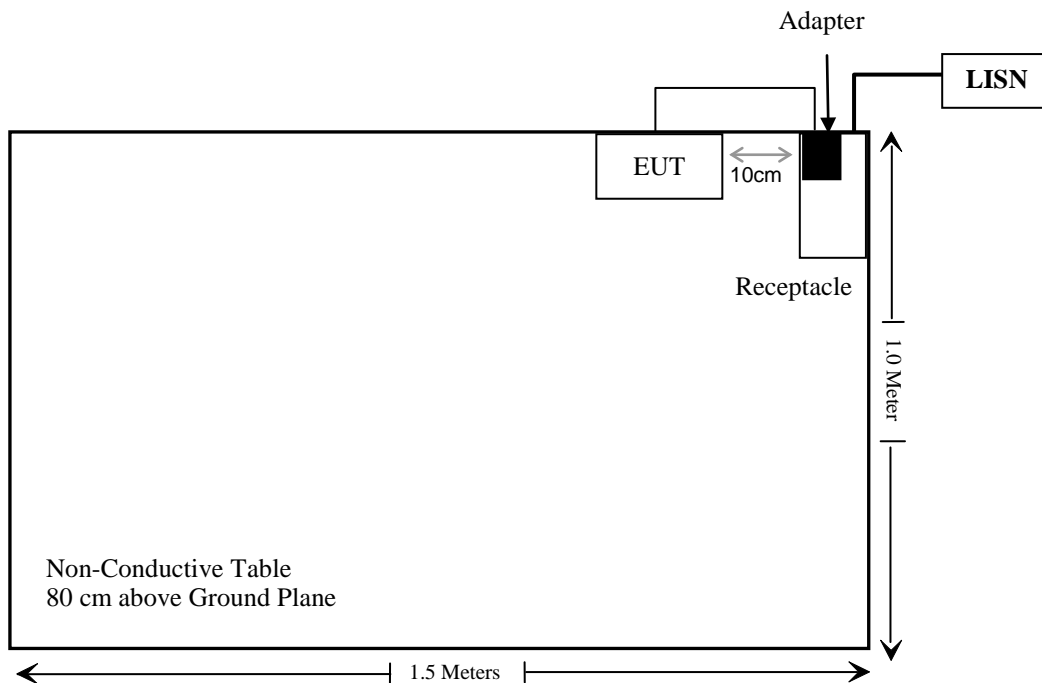 Adapter
LISN
EUT
10cm
Receptacle
1.0 Meter
Non-Conductive Table
80 cm above Ground Plane
1.5 Meters